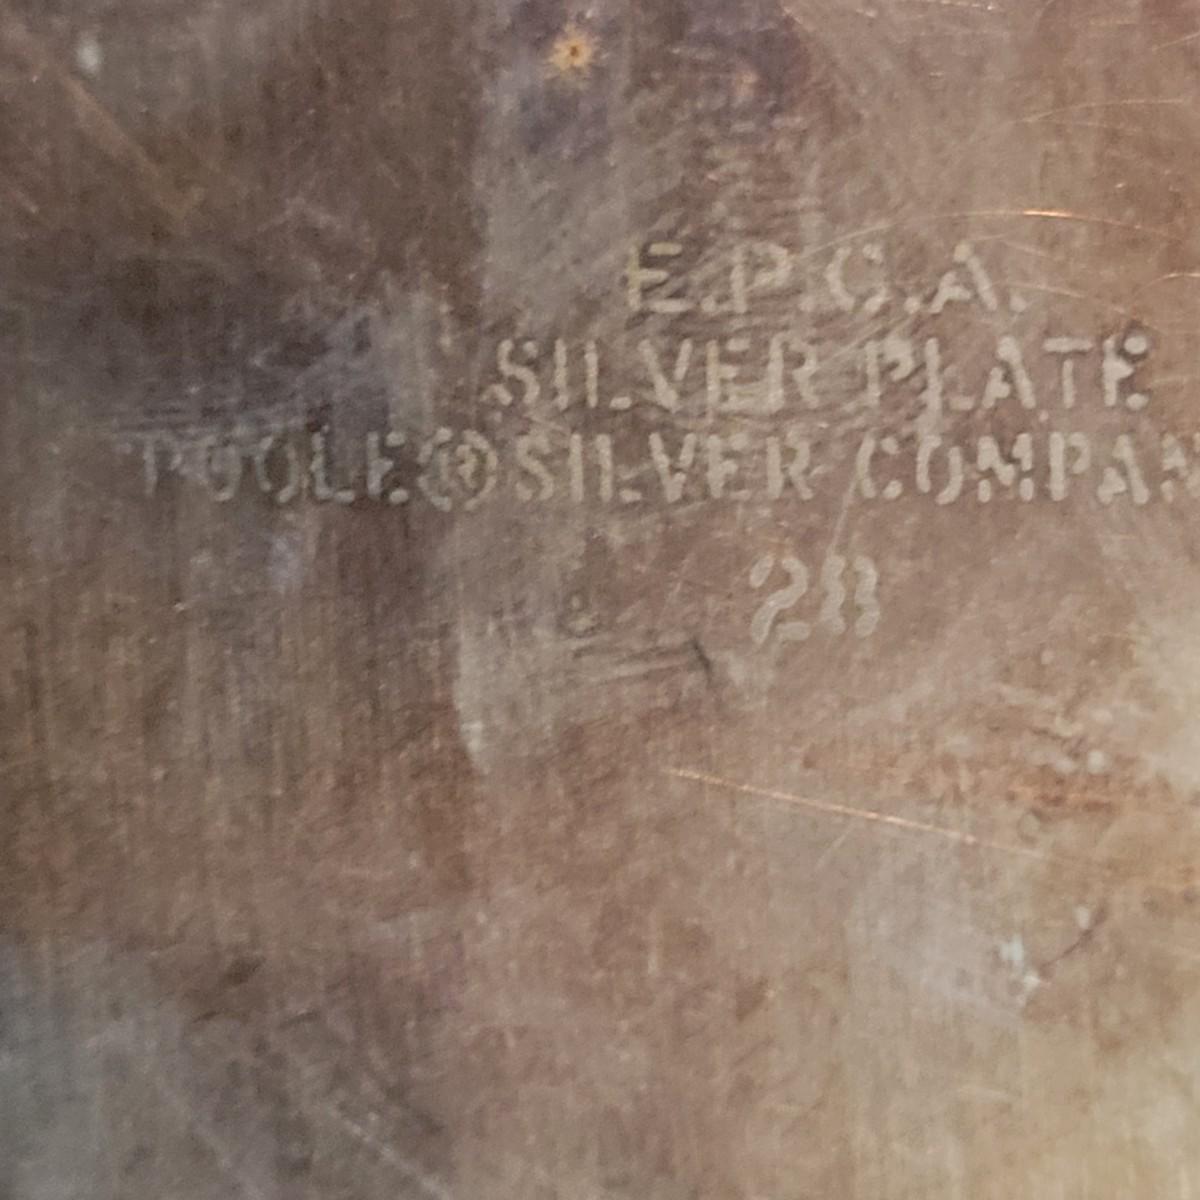 E.P.C.A.
SILVER PLATE
POOLE® SILVER COMPAN
28